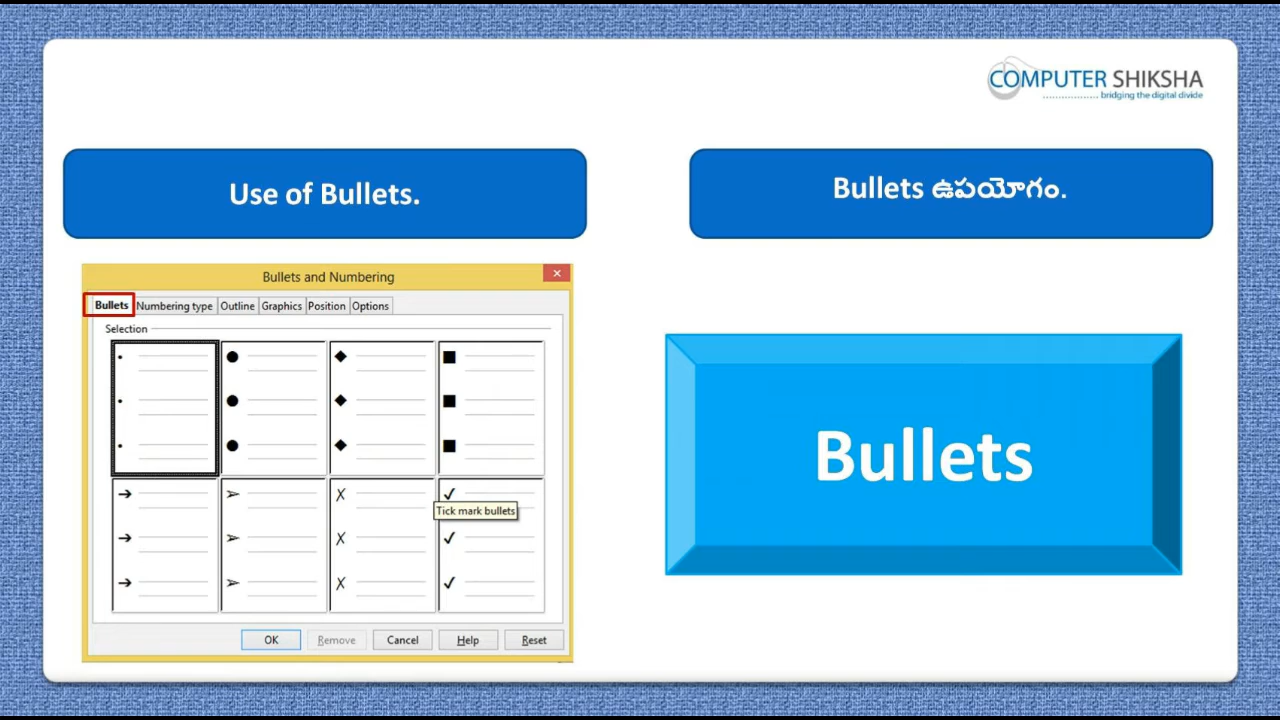 COMPUTER SHIKSHA
bridging the digital divide
Use of Bullets.
Bullets ఉపయోగం.
Bullets and Numbering
Bullets Numbering type Outline Graphics Position Options
Selection
Tick mark bullets
OK Remove Cancel Help Reset
Bullets